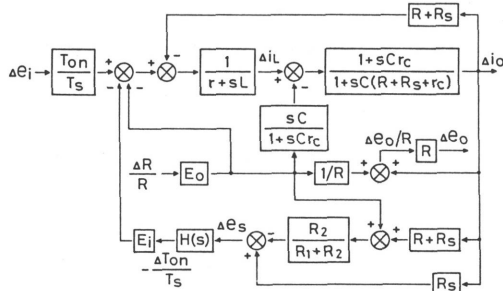 R+Rs
Δei
Ton
Ts
+
-
+
-
-
+
1
r+sL
ΔiL
+
-
1+sCrc
1+sC(R+Rs+rc)
Δio
sC
1+sCrc
Δeo/R
R
Δeo
ΔR
R
Eo
1/R
+
+
Ei
H(s)
Δes
-
+
R2
R1+R2
+
+
R+Rs
-ΔTon
Ts
Rs